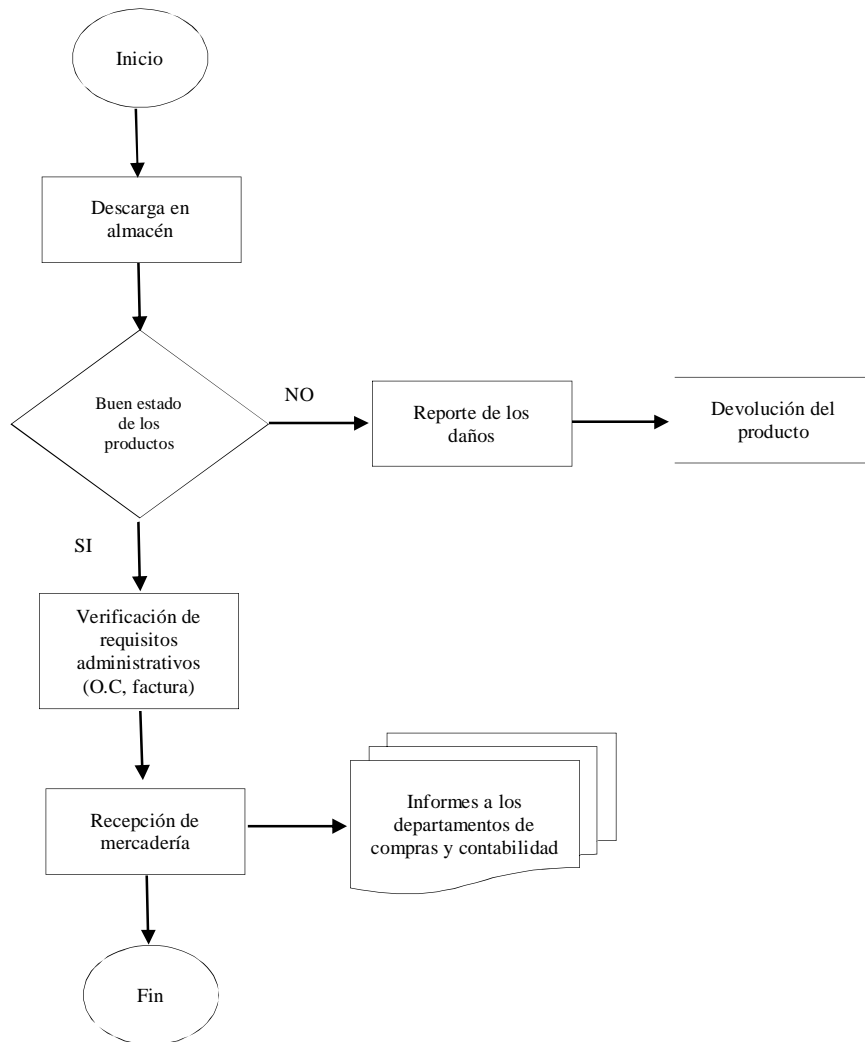 Inicio
Descarga en
almacén
Buen estado
de los
productos
NO
Reporte de los
daños
Devolución del
producto
SI
Verificación de
requisitos
administrativos
(O.C, factura)
Recepción de
mercadería
Informes a los
departamentos de
compras y contabilidad
Fin